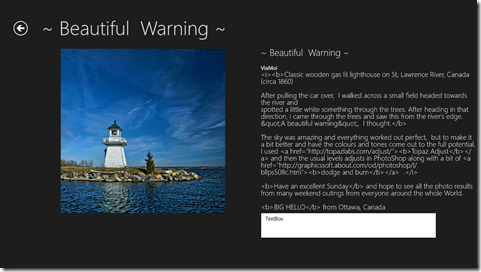 ~ Beautiful Warning ~
~ Beautiful Warning ~
ViaMoi
<i><b>Classic wooden gas lit lighthouse on St, Lawrence River, Canada
(circa 1860)
After pulling the car over, I walked across a small field headed towards
the river and
spotted a little white something through the trees. After heading in that
direction, I came through the trees and saw this from the river's edge.
&quot;A beautiful warning&quot;, I thought.</b>
The sky was amazing and everything worked out perfect, but to make it
a bit better and have the colours and tones come to the full potential,
I used <a href="http://topazlabs.com/adjust/"><b>Topaz Adjust</b></
a> and then the usual levels adjusts in PhotoShop along with a bit of <a
href="http://graphicssoft.about.com/od/photoshop/l/
bllps508c.htm"><b>dodge and burn</b></a> .</i>
<b>Have an excellent Sunday</b> and hope to see all the photo results
from many weekend outings from everyone around the whole World.
<b>BIG HELLO</b> from Ottawa, Canada
TextBox